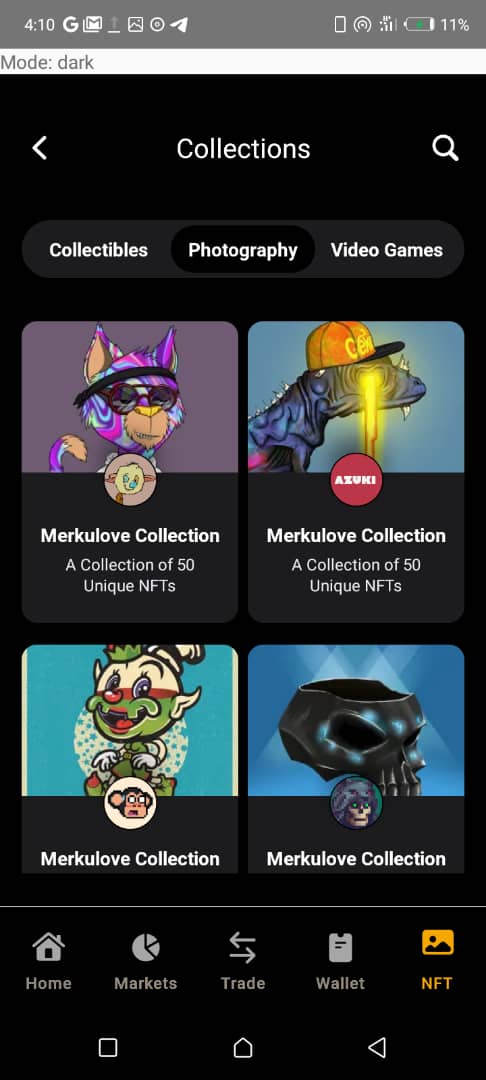 4:10
11%
Mode: dark
Collections
Collectibles
Photography
Video Games
AZUKI
Merkulove Collection
A Collection of 50
Unique NFTs
Merkulove Collection
A Collection of 50
Unique NFTs
Merkulove Collection
Merkulove Collection
Home
Markets
Trade
Wallet
NFT